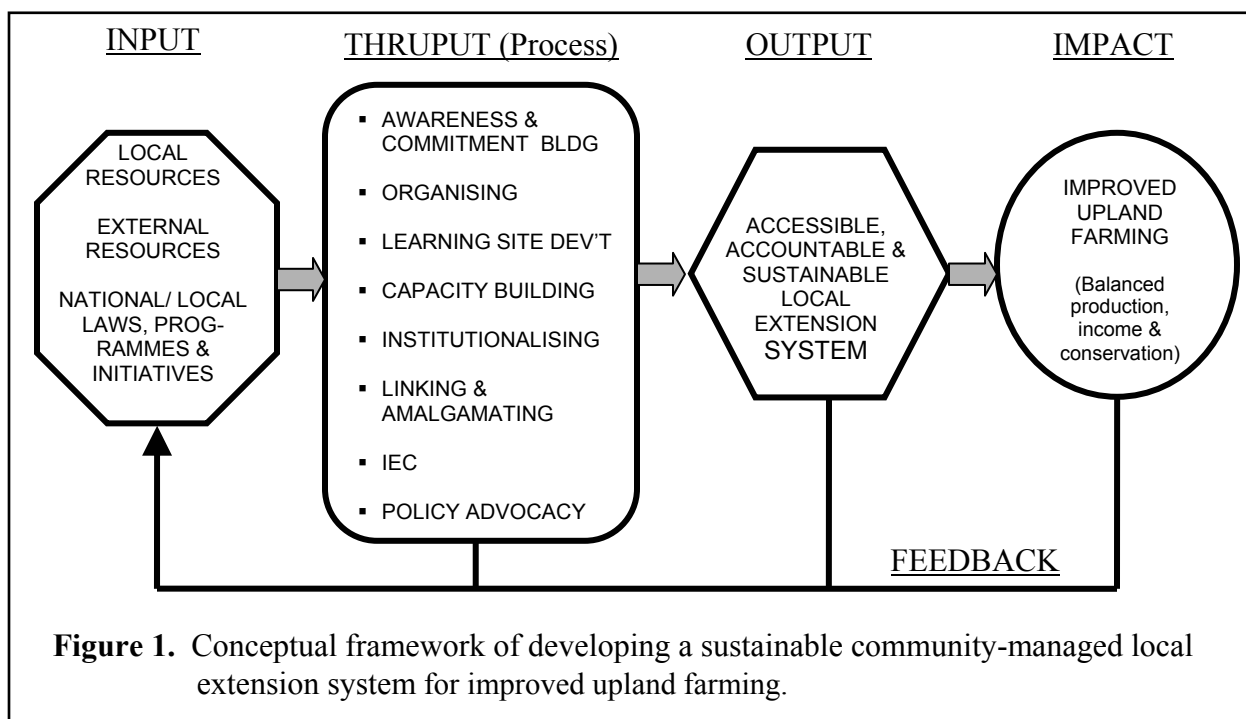 INPUT
THRUPUT (Process)
OUTPUT
IMPACT
LOCAL
RESOURCES
EXTERNAL
RESOURCES
NATIONAL/ LOCAL
LAWS, PROG-
RAMMES &
INITIATIVES
▪ AWARENESS &
COMMITMENT BLDG
▪ ORGANISING
▪ LEARNING SITE DEV'T
▪ CAPACITY BUILDING
▪ INSTITUTIONALISING
▪ LINKING &
AMALGAMATING
▪ IEC
▪ POLICY ADVOCACY
ACCESSIBLE,
ACCOUNTABLE &
SUSTAINABLE
LOCAL
EXTENSION
SYSTEM
IMPROVED
UPLAND
FARMING
(Balanced
production,
income &
conservation)
FEEDBACK
Figure 1. Conceptual framework of developing a sustainable community-managed local
extension system for improved upland farming.